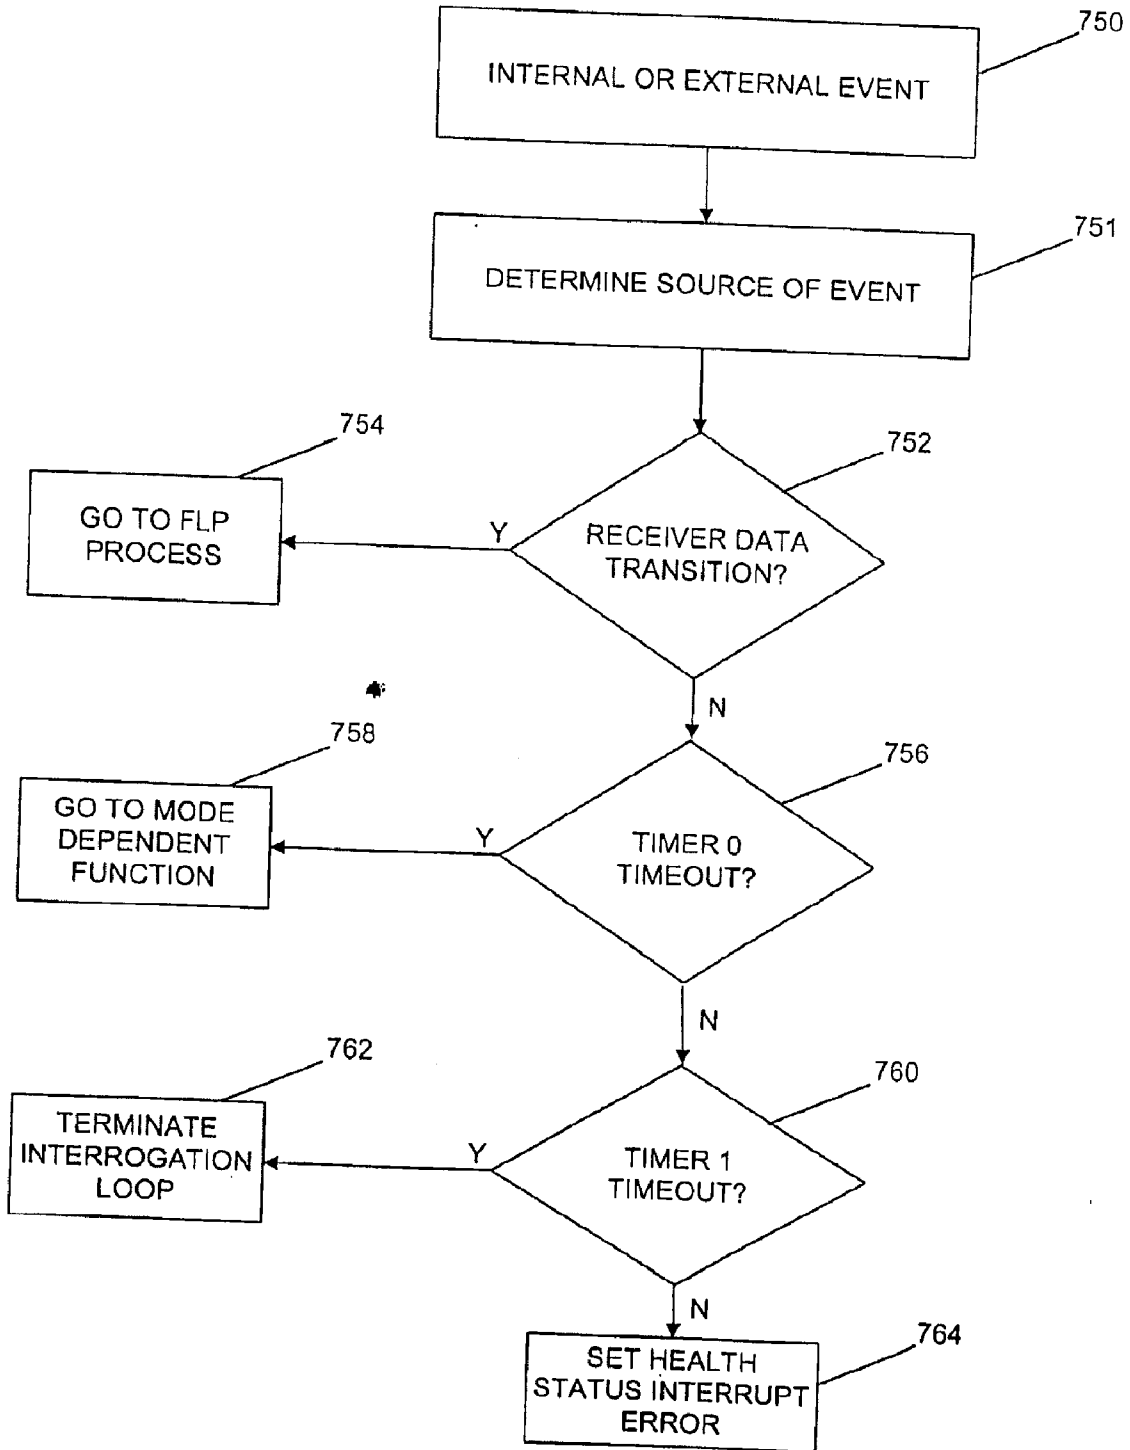 750
INTERNAL OR EXTERNAL EVENT
751
DETERMINE SOURCE OF EVENT
754
752
GO TO FLP
PROCESS
Y
RECEIVER DATA
TRANSITION?
N
758
756
GO TO MODE
DEPENDENT
FUNCTION
Y
TIMER 0
TIMEOUT?
N
762
760
TERMINATE
INTERROGATION
LOOP
Y
TIMER 1
TIMEOUT?
N
764
SET HEALTH
STATUS INTERRUPT
ERROR